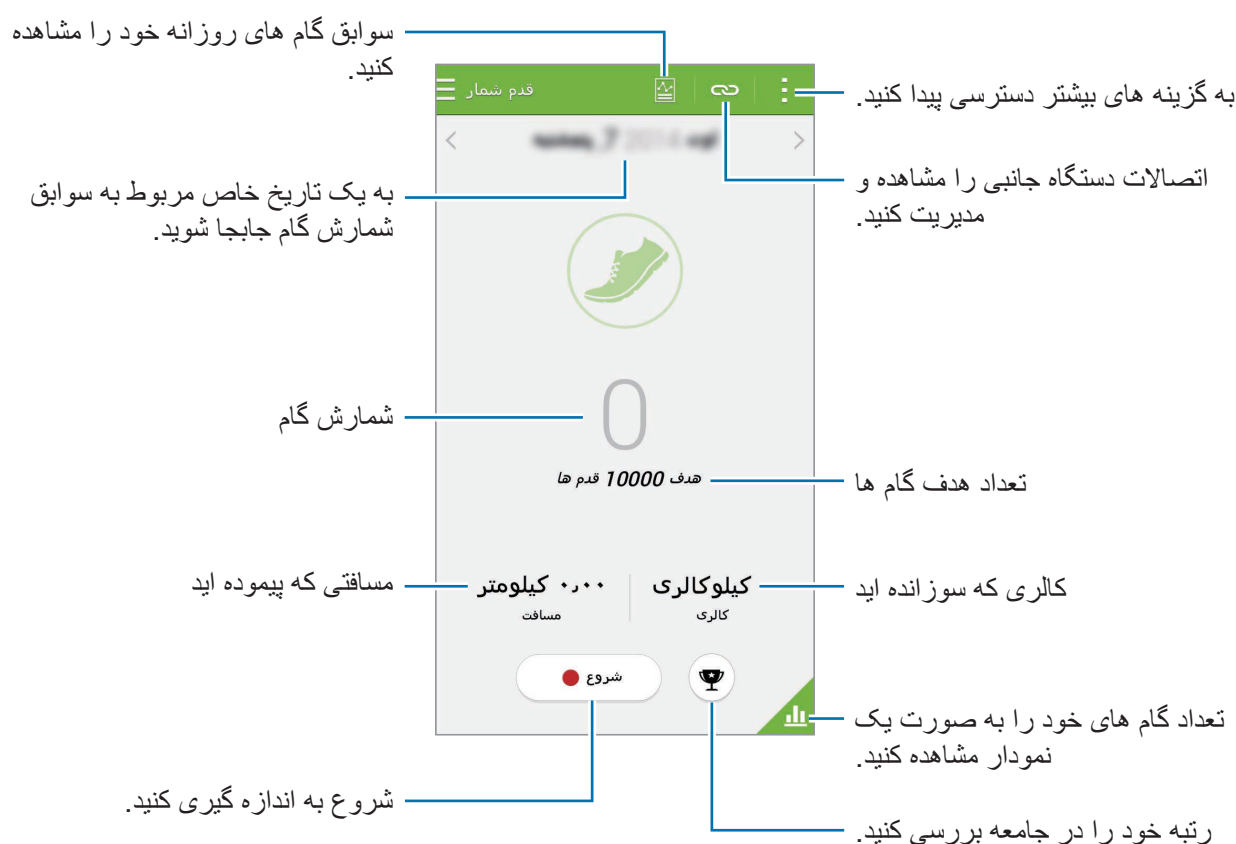 سوابق گام های روزانه خود را مشاهده
کنید.
قدم شمار
به گزینه های بیشتر دسترسی پیدا کنید.
2014
7
اتصالات دستگاه جانبی را مشاهده و
مدیریت کنید.
به یک تاریخ خاص مربوط به سوابق
شمارش گام جابجا شوید.
شمارش گام
0
هدف 10000 قدم ها
تعداد هدف گام ها
کالری که سوزانده اید
کیلوکالری
کالری
۰٫۰۰ کیلومتر
مسافت
مسافتی که پیموده اید
شروع
تعداد گام های خود را به صورت یک
نمودار مشاهده کنید.
شروع به اندازه گیری کنید.
رتبه خود را در جامعه بررسی کنید.